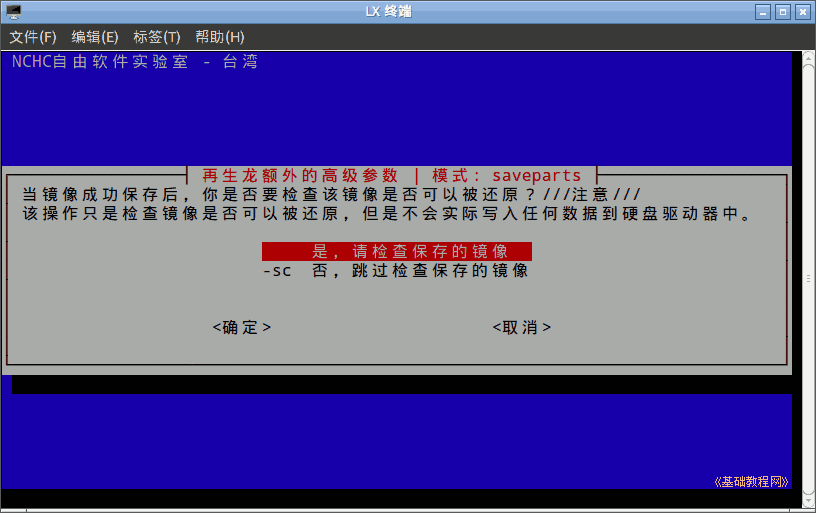 LX 终端
文件(F) 编辑(E) 标签(T) 帮助(H)
NCHC自由软件实验室 - 台湾
再生龙额外的高级参数 | 模式: saveparts
当镜像成功保存后, 你是否要检查该镜像是否可以被还原?///注意///
该操作只是检查镜像是否可以被还原, 但是不会实际写入任何数据到硬盘驱动器中。
是, 请检查保存的镜像
-sc 否, 跳过检查保存的镜像
<确定> <取消>
《基础教程网》